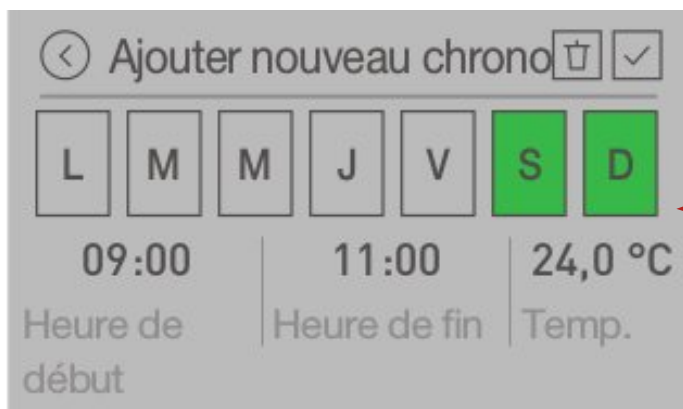 Ajouter nouveau chrono
L M M J V S D
09:00 11:00 24,0 °C
Heure de Heure de fin Temp.
début